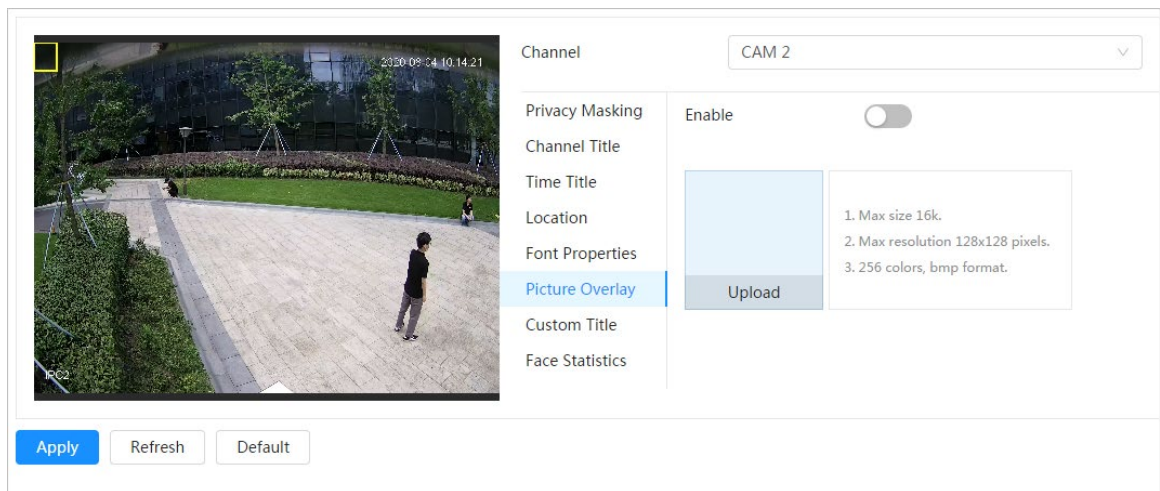 2020-09-04 10:14:21
IPC2
Channel
CAM 2
Privacy Masking
Channel Title
Time Title
Location
Font Properties
Picture Overlay
Custom Title
Face Statistics
Enable
Upload
1. Max size 16k.
2. Max resolution 128x128 pixels.
3. 256 colors, bmp format.
Apply
Refresh
Default